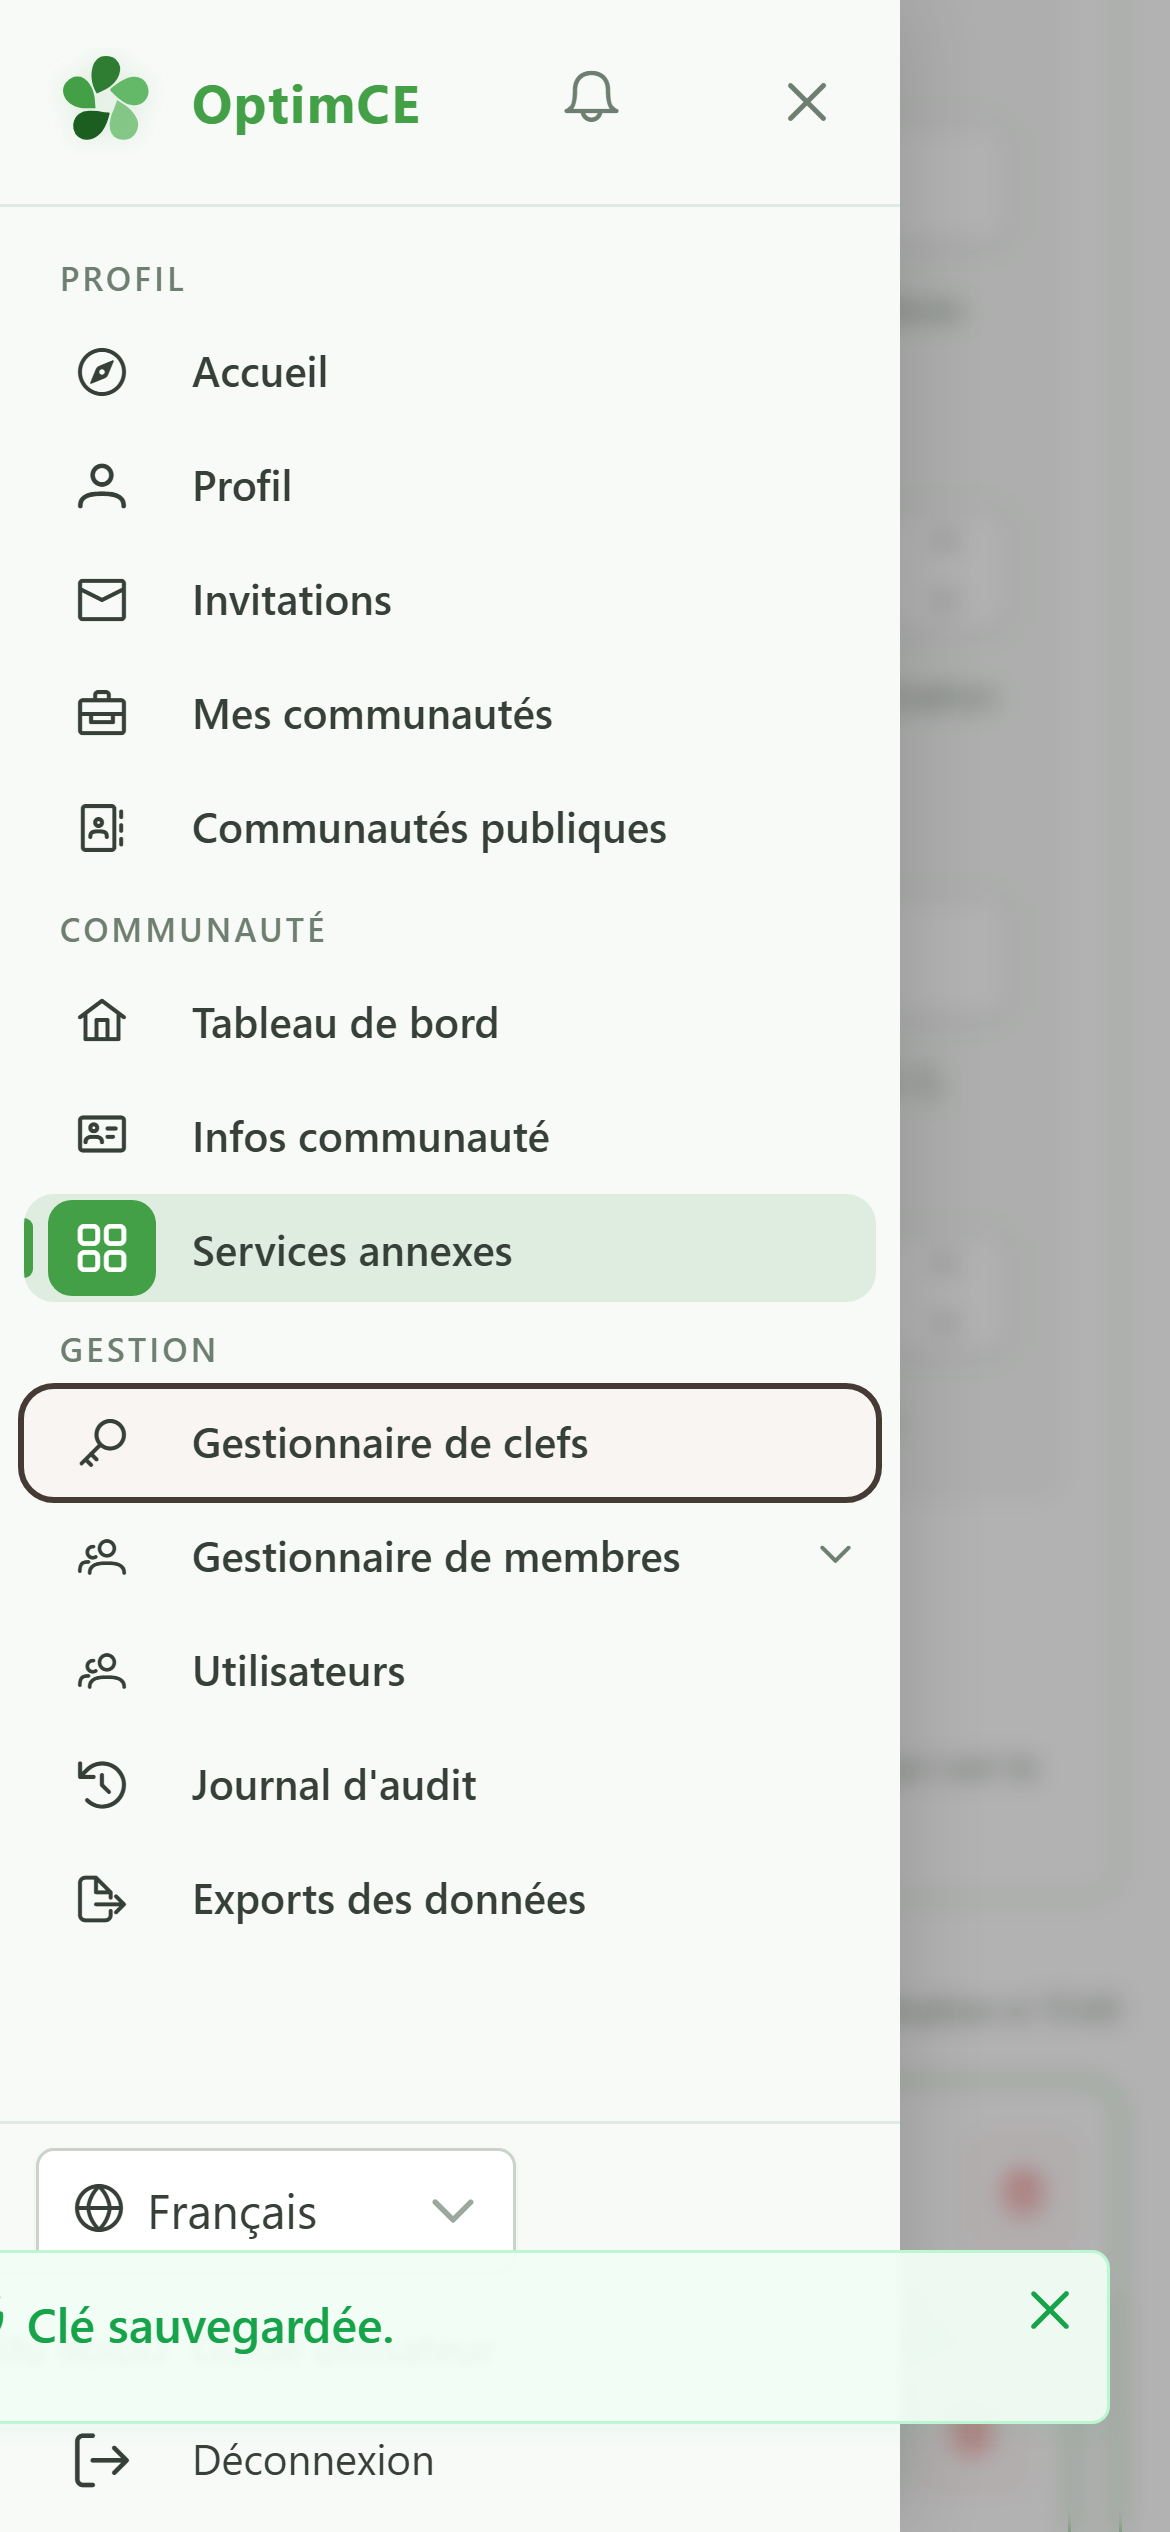 OptimCE
PROFIL
Accueil
Profil
Invitations
Mes communautés
Communautés publiques
COMMUNAUTÉ
Tableau de bord
Infos communauté
Services annexes
GESTION
Gestionnaire de clefs
Gestionnaire de membres
Utilisateurs
Journal d'audit
Exports des données
Français
Clé sauvegardée.
Déconnexion